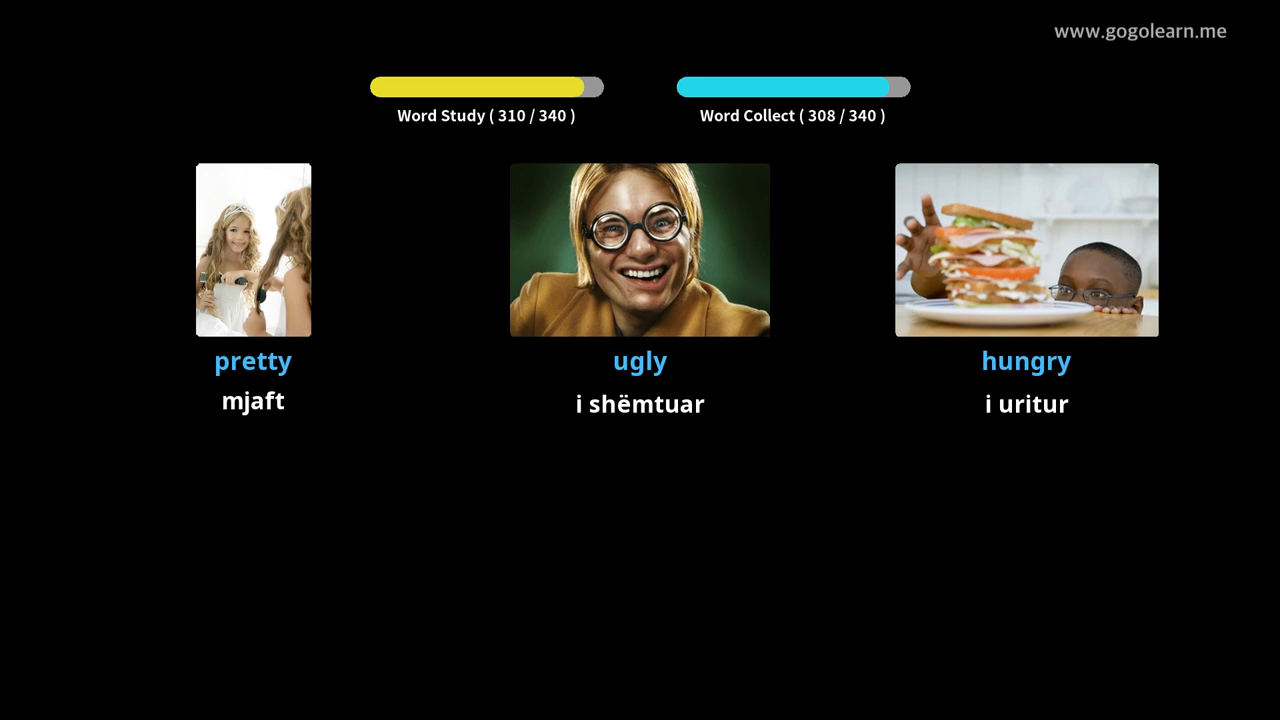 www.gogolearn.me
Word Study ( 310 / 340 )
Word Collect ( 308 / 340 )
pretty
mjaft
ugly
i shëmtuar
hungry
i uritur